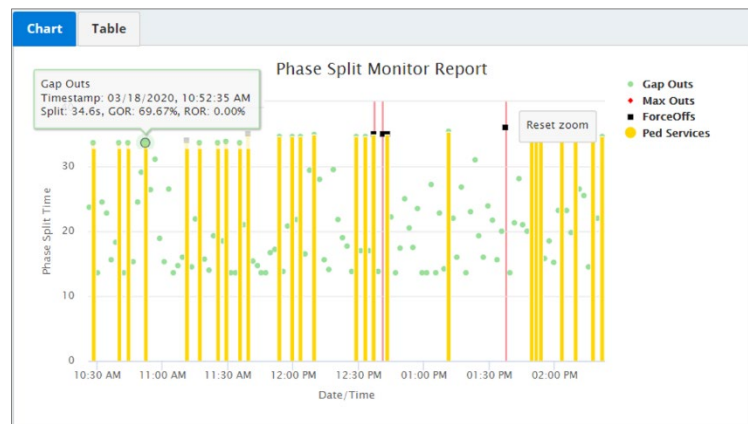 Chart
Table
Phase Split Monitor Report
Gap Outs
Timestamp: 03/18/2020, 10:52:35 AM
Split: 34.6s, GOR: 69.67%, ROR: 0.00%
Reset zoom
Gap Outs
Max Outs
ForceOffs
Ped Services
Phase Split Time
30
20
10
0
10:30 AM
11:00 AM
11:30 AM
12:00 PM
12:30 PM
01:00 PM
01:30 PM
02:00 PM
Date/Time